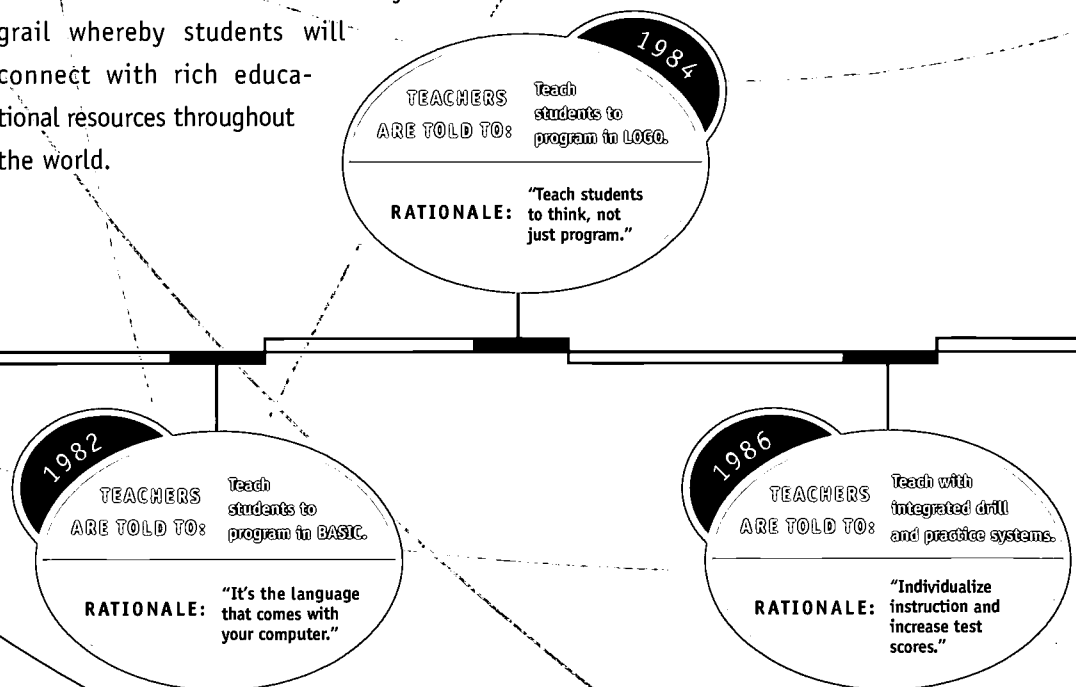 grail whereby students will
connect with rich educa-
tional resources throughout
the world.
1984
TEACHERS
ARE TOLD TO:
Teach
students to
program in LOGO.
RATIONALE:
"Teach students
to think, not
just program."
1982
TEACHERS
ARE TOLD TO:
Teach
students to
program in BASIC.
RATIONALE:
"It's the language
that comes with
your computer."
1986
TEACHERS
ARE TOLD TO:
Teach with
integrated drill
and practice systems.
RATIONALE:
"Individualize
instruction and
increase test
scores."